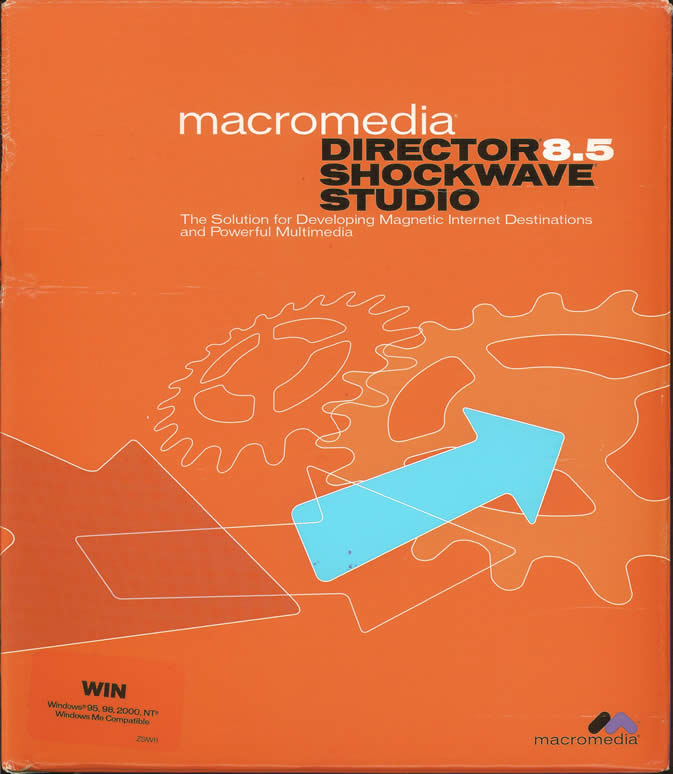 macromedia®
DIRECTOR® 8.5
SHOCKWAVE®
STUDIO
The Solution for Developing Magnetic Internet Destinations
and Powerful Multimedia
WIN
Windows® 95, 98, 2000, NT®
Windows Me Compatible
macromedia®